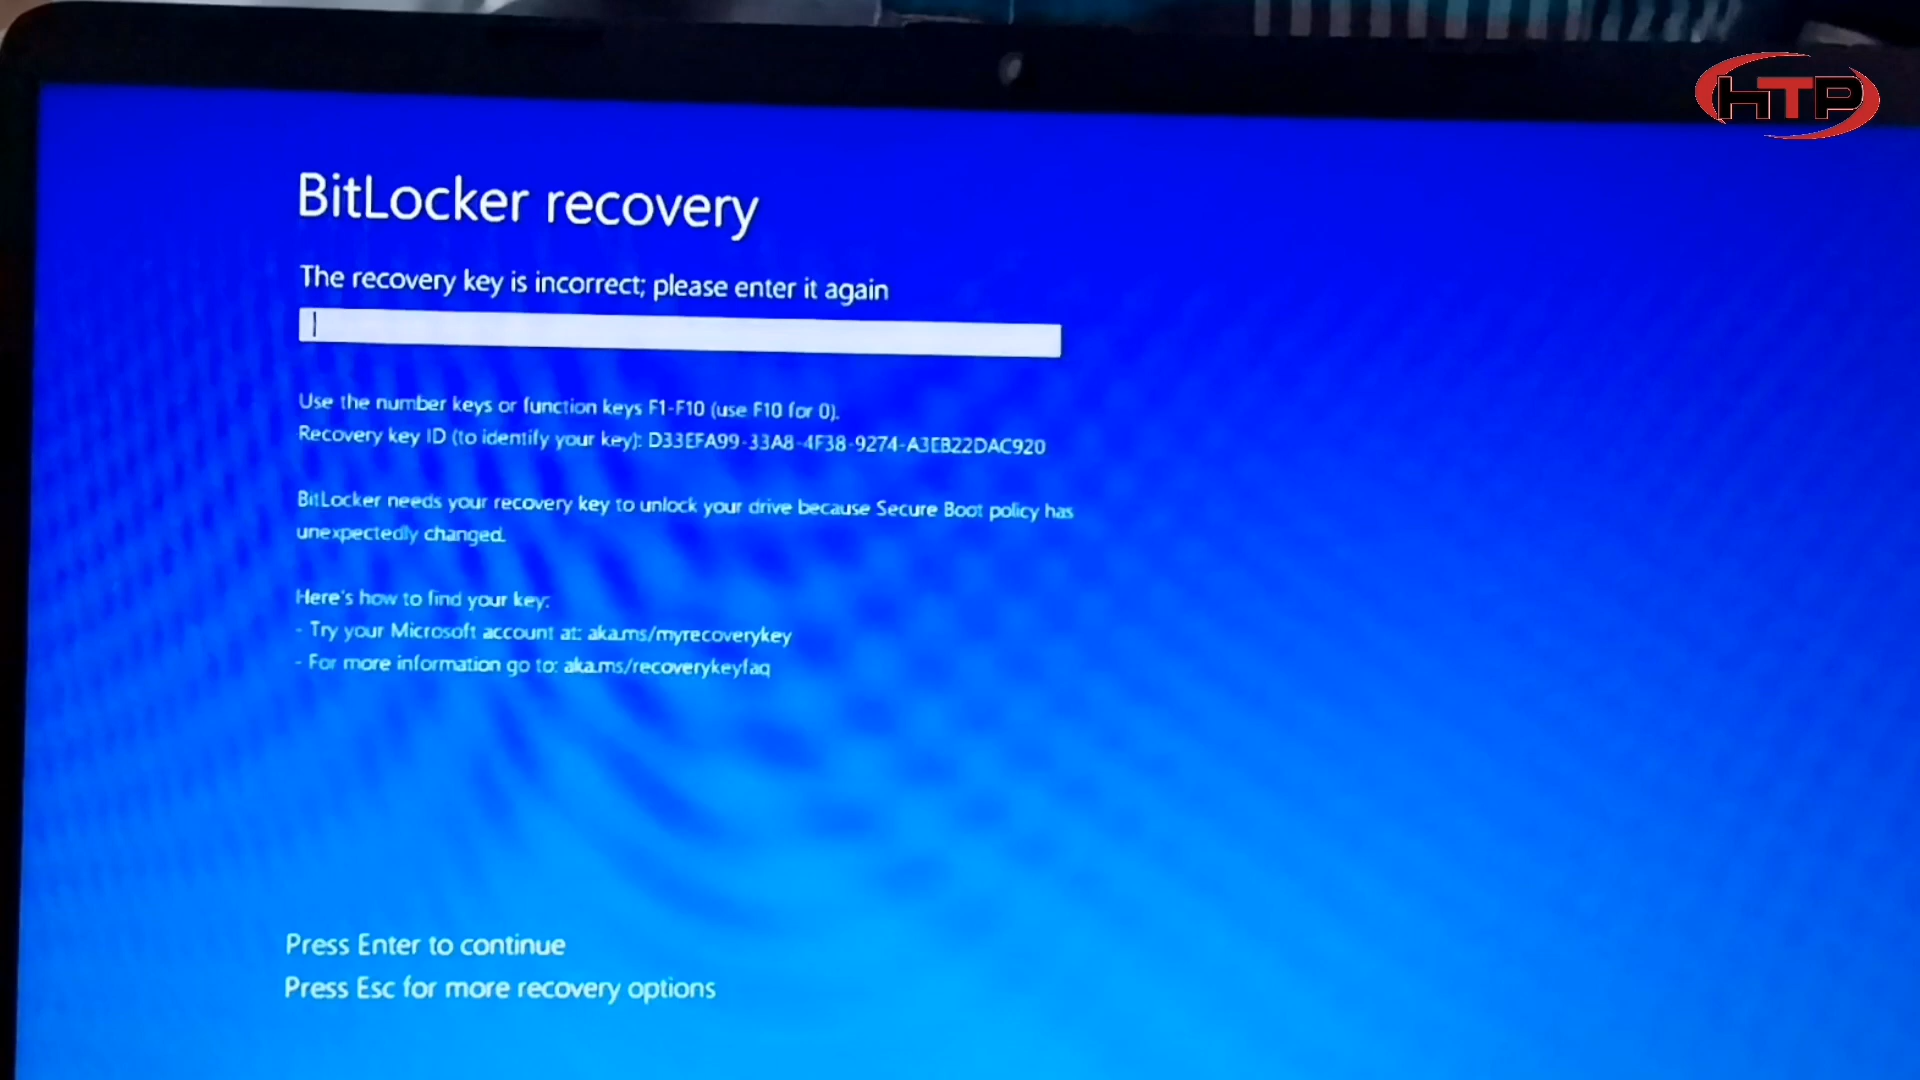 HTP
BitLocker recovery
The recovery key is incorrect; please enter it again
Use the number keys or function keys F1-F10 (use F10 for 0).
Recovery key ID (to identify your key): D33EFA99-33A8-4F38-9274-A3EB22DAC920
BitLocker needs your recovery key to unlock your drive because Secure Boot policy has
unexpectedly changed.
Here's how to find your key:
- Try your Microsoft account at: aka.ms/myrecoverykey
- For more information go to: aka.ms/recoverykeyfaq
Press Enter to continue
Press Esc for more recovery options